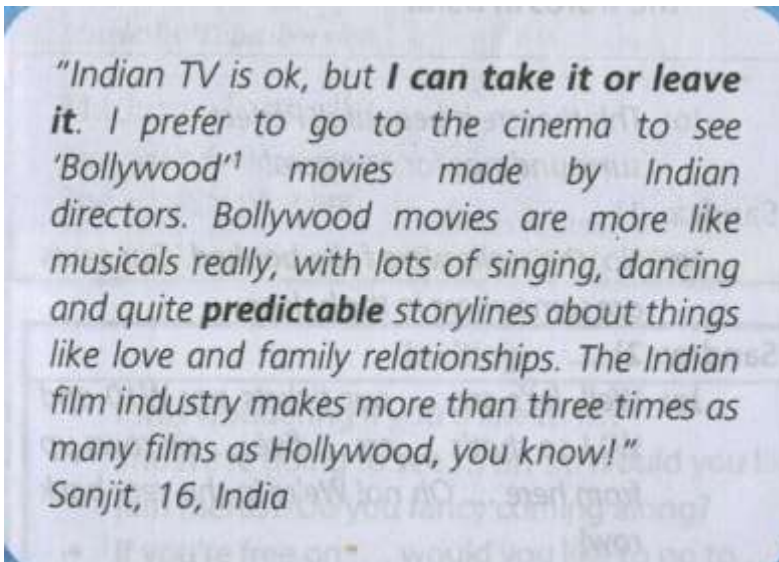 "Indian TV is ok, but I can take it or leave
it. I prefer to go to the cinema to see
'Bollywood'¹ movies made by Indian
directors. Bollywood movies are more like
musicals really, with lots of singing, dancing
and quite predictable storylines about things
like love and family relationships. The Indian
film industry makes more than three times as
many films as Hollywood, you know!"
Sanjit, 16, India